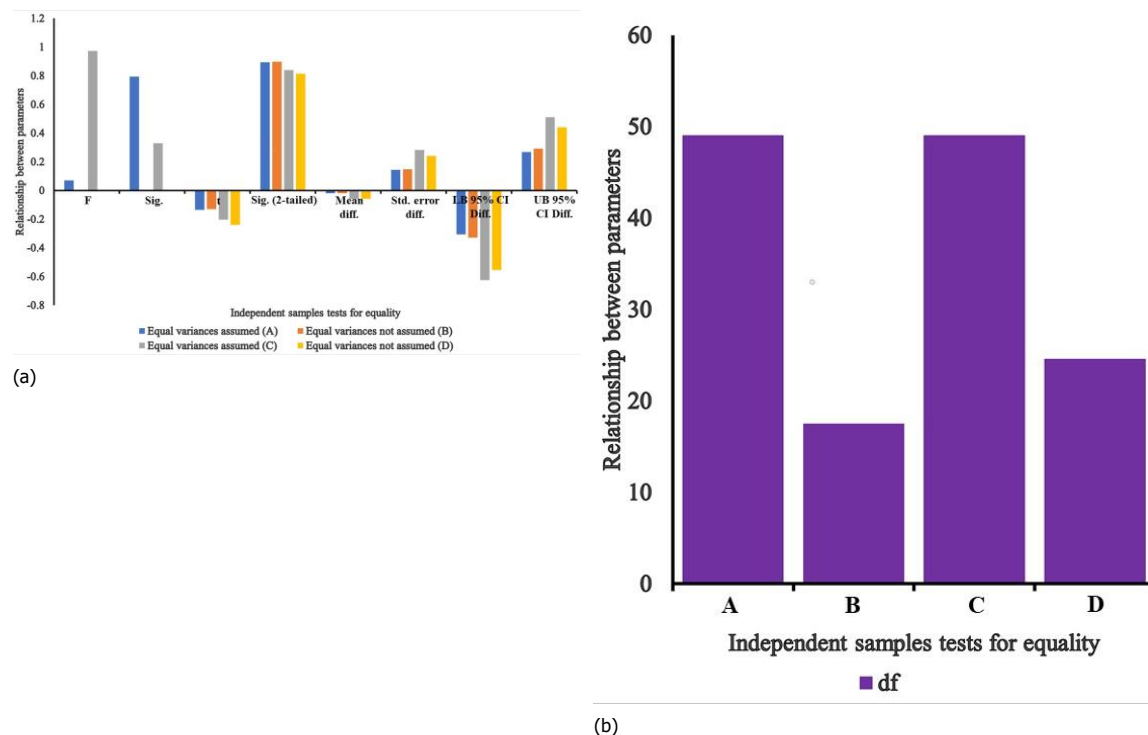 1.2
1
0.8
0.6
0.4
0.2
0
-0.2
-0.4
-0.6
-0.8
Relationship between parameters
F
Sig.
t
Sig. (2-tailed)
Mean
diff.
Std. error
diff.
LB 95% CI
Diff.
UB 95%
CI Diff.
Independent samples tests for equality
Equal variances assumed (A)
Equal variances not assumed (B)
Equal variances assumed (C)
Equal variances not assumed (D)
(a)
60
50
40
30
20
10
0
Relationship between parameters
A
B
C
D
Independent samples tests for equality
df
(b)